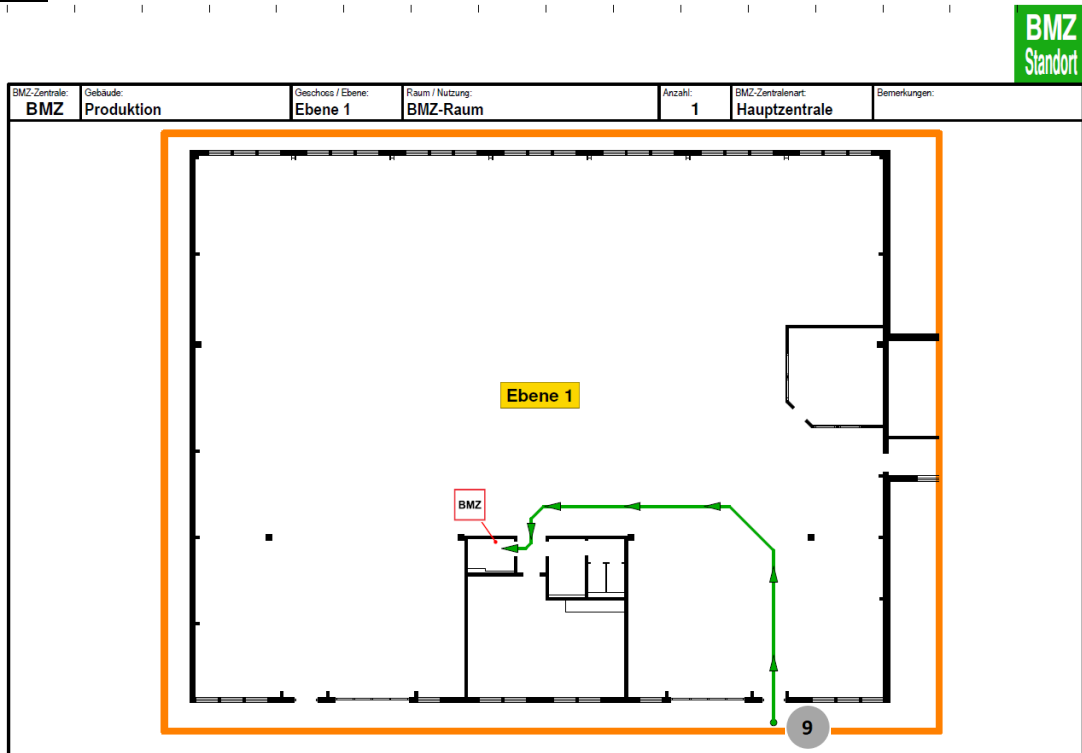 BMZ
Standort
BMZ-Zentrale: Gebäude: Geschoss / Ebene: Raum / Nutzung: Anzahl: BMZ-Zentralenart: Bemerkungen:
BMZ Produktion Ebene 1 BMZ-Raum 1 Hauptzentrale
Ebene 1
BMZ
9